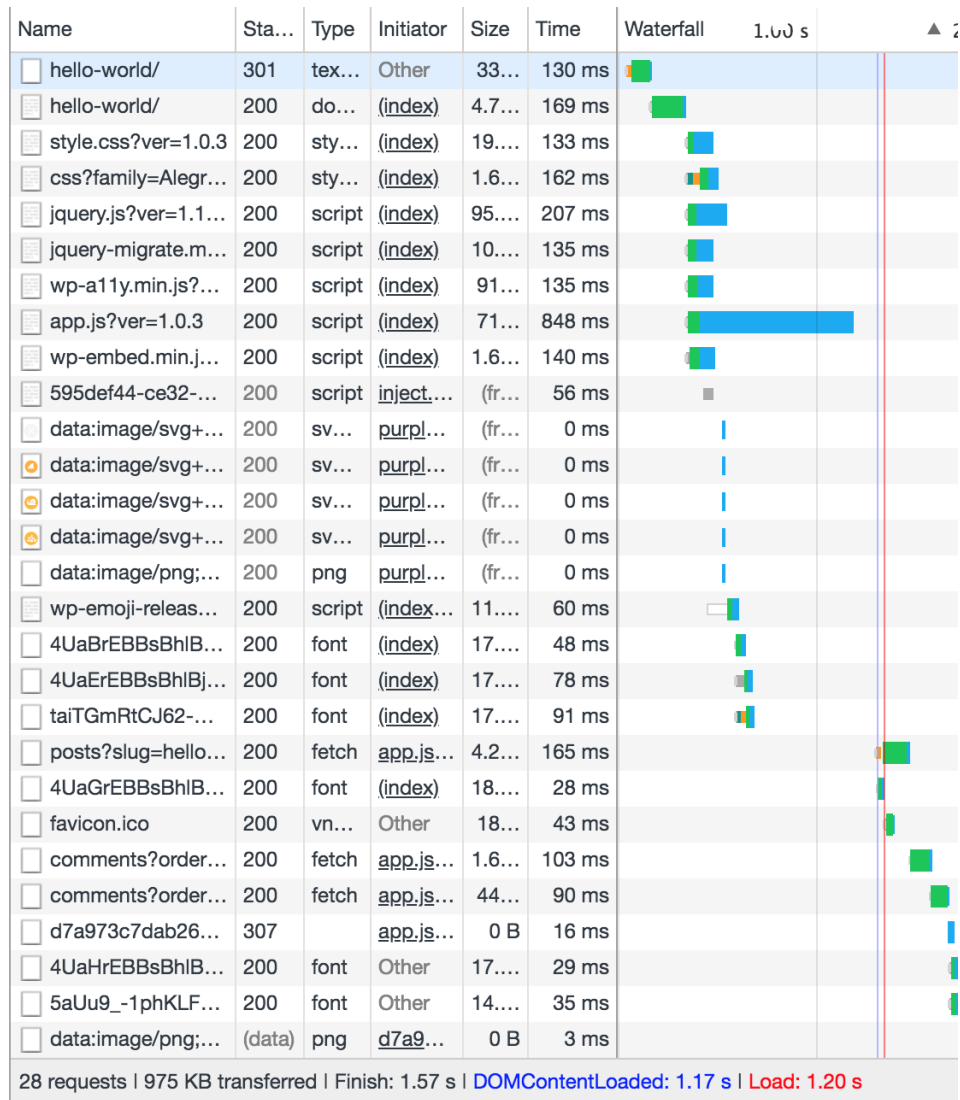 Name Sta... Type Initiator Size Time Waterfall 1.00 s ▲ 2
hello-world/ 301 tex... Other 33... 130 ms
hello-world/ 200 do... (index) 4.7... 169 ms
style.css?ver=1.0.3 200 sty... (index) 19.... 133 ms
css?family=Alegr... 200 sty... (index) 1.6... 162 ms
jquery.js?ver=1.1... 200 script (index) 95.... 207 ms
jquery-migrate.m... 200 script (index) 10.... 135 ms
wp-a11y.min.js?... 200 script (index) 91... 135 ms
app.js?ver=1.0.3 200 script (index) 71... 848 ms
wp-embed.min.j... 200 script (index) 1.6... 140 ms
595def44-ce32-... 200 script inject.... (fr... 56 ms
data:image/svg+... 200 sv... purpl... (fr... 0 ms
data:image/svg+... 200 sv... purpl... (fr... 0 ms
data:image/svg+... 200 sv... purpl... (fr... 0 ms
data:image/svg+... 200 sv... purpl... (fr... 0 ms
data:image/png;... 200 png purpl... (fr... 0 ms
wp-emoji-releas... 200 script (index... 11.... 60 ms
4UaBrEBBsBhlB... 200 font (index) 17.... 48 ms
4UaErEBBsBhlBj... 200 font (index) 17.... 78 ms
taiTGmRtCJ62-... 200 font (index) 17.... 91 ms
posts?slug=hello... 200 fetch app.js... 4.2... 165 ms
4UaGrEBBsBhlB... 200 font (index) 18.... 28 ms
favicon.ico 200 vn... Other 18... 43 ms
comments?order... 200 fetch app.js... 1.6... 103 ms
comments?order... 200 fetch app.js... 44... 90 ms
d7a973c7dab26... 307 app.js... 0 B 16 ms
4UaHrEBBsBhlB... 200 font Other 17.... 29 ms
5aUu9_-1phKLF... 200 font Other 14.... 35 ms
data:image/png;... (data) png d7a9... 0 B 3 ms
28 requests | 975 KB transferred | Finish: 1.57 s | DOMContentLoaded: 1.17 s | Load: 1.20 s